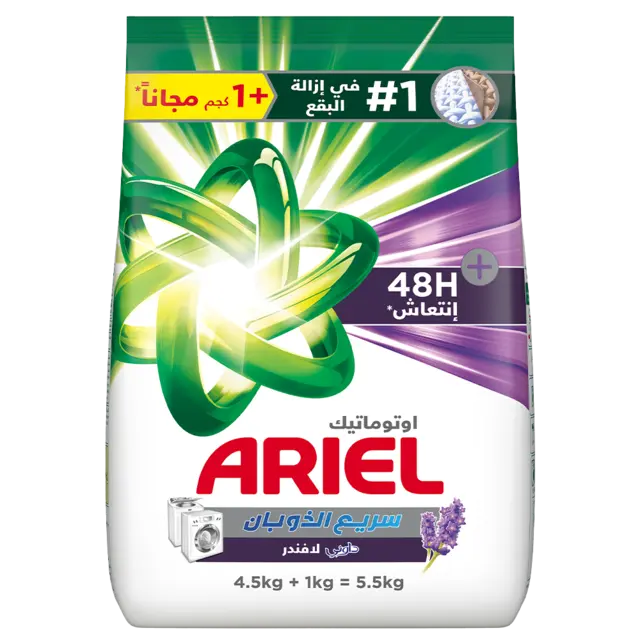 #1 في إزالة البقع
+1 كجم مجاناً=*
48H+
إنتعاش*
اوتوماتيك
ARIEL
سريع الذوبان
داوني لافندر
4.5kg + 1kg = 5.5kg